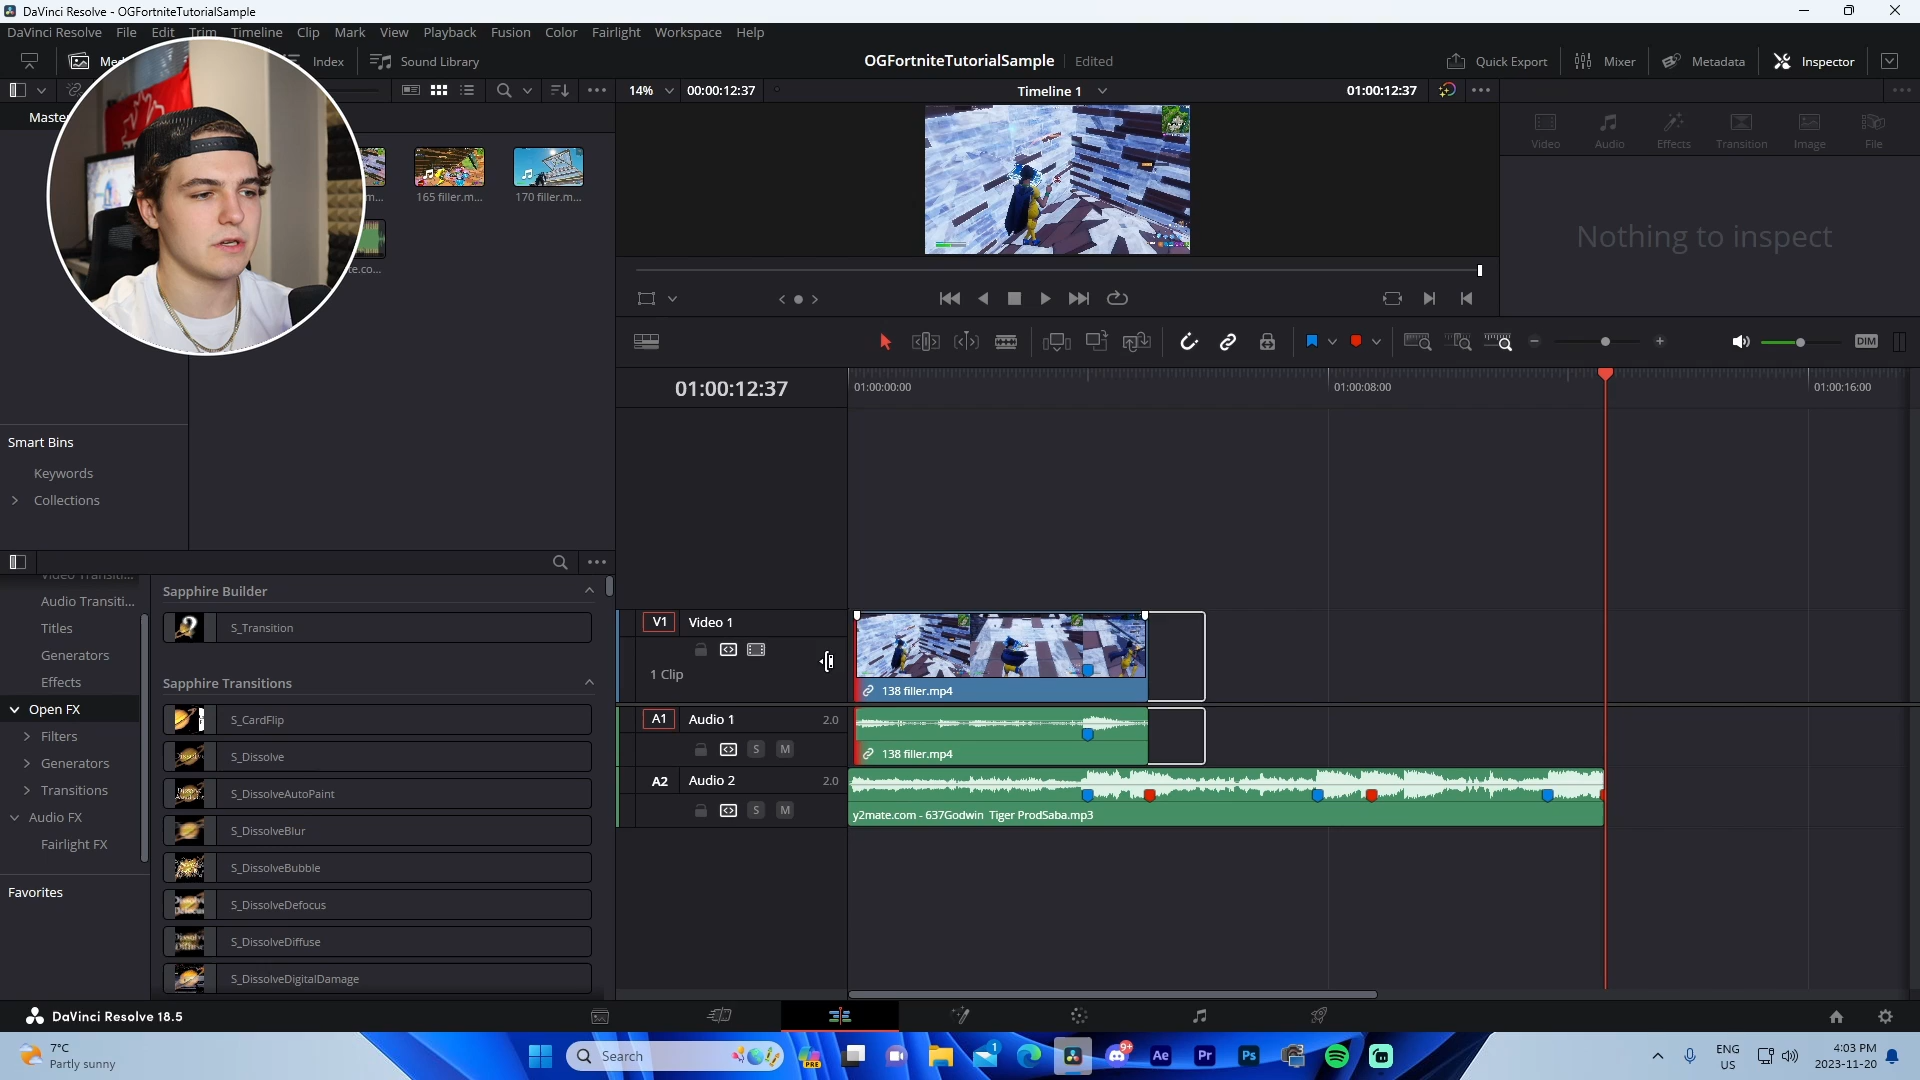 DaVinci Resolve - OGFortniteTutorialSample
DaVinci Resolve File Edit Trim Timeline Clip Mark View Playback Fusion Color Fairlight Workspace Help
Index Sound Library OGFortniteTutorialSample Edited Quick Export Mixer Metadata Inspector
14% 00:00:12:37 Timeline 1 01:00:12:37
Video Audio Effects Transition Image File
165 filler.m... 170 filler.m...
Nothing to inspect
DIM
01:00:12:37
01:00:00:00 01:00:08:00 01:00:16:00
Smart Bins
Keywords
Collections
Audio Transiti...
Titles
Generators
Effects
Open FX
Filters
Generators
Transitions
Audio FX
Fairlight FX
Favorites
Sapphire Builder
S_Transition
Sapphire Transitions
S_CardFlip
S_Dissolve
S_DissolveAutoPaint
S_DissolveBlur
S_DissolveBubble
S_DissolveDefocus
S_DissolveDiffuse
S_DissolveDigitalDamage
V1 Video 1
1 Clip
138 filler.mp4
A1 Audio 1 2.0
S M
138 filler.mp4
A2 Audio 2 2.0
S M
y2mate.com - 637Godwin Tiger ProdSaba.mp3
DaVinci Resolve 18.5
7°C
Partly sunny
Search
PRE
1
9+
Ae
Pr
Ps
ENG
US
4:03 PM
2023-11-20